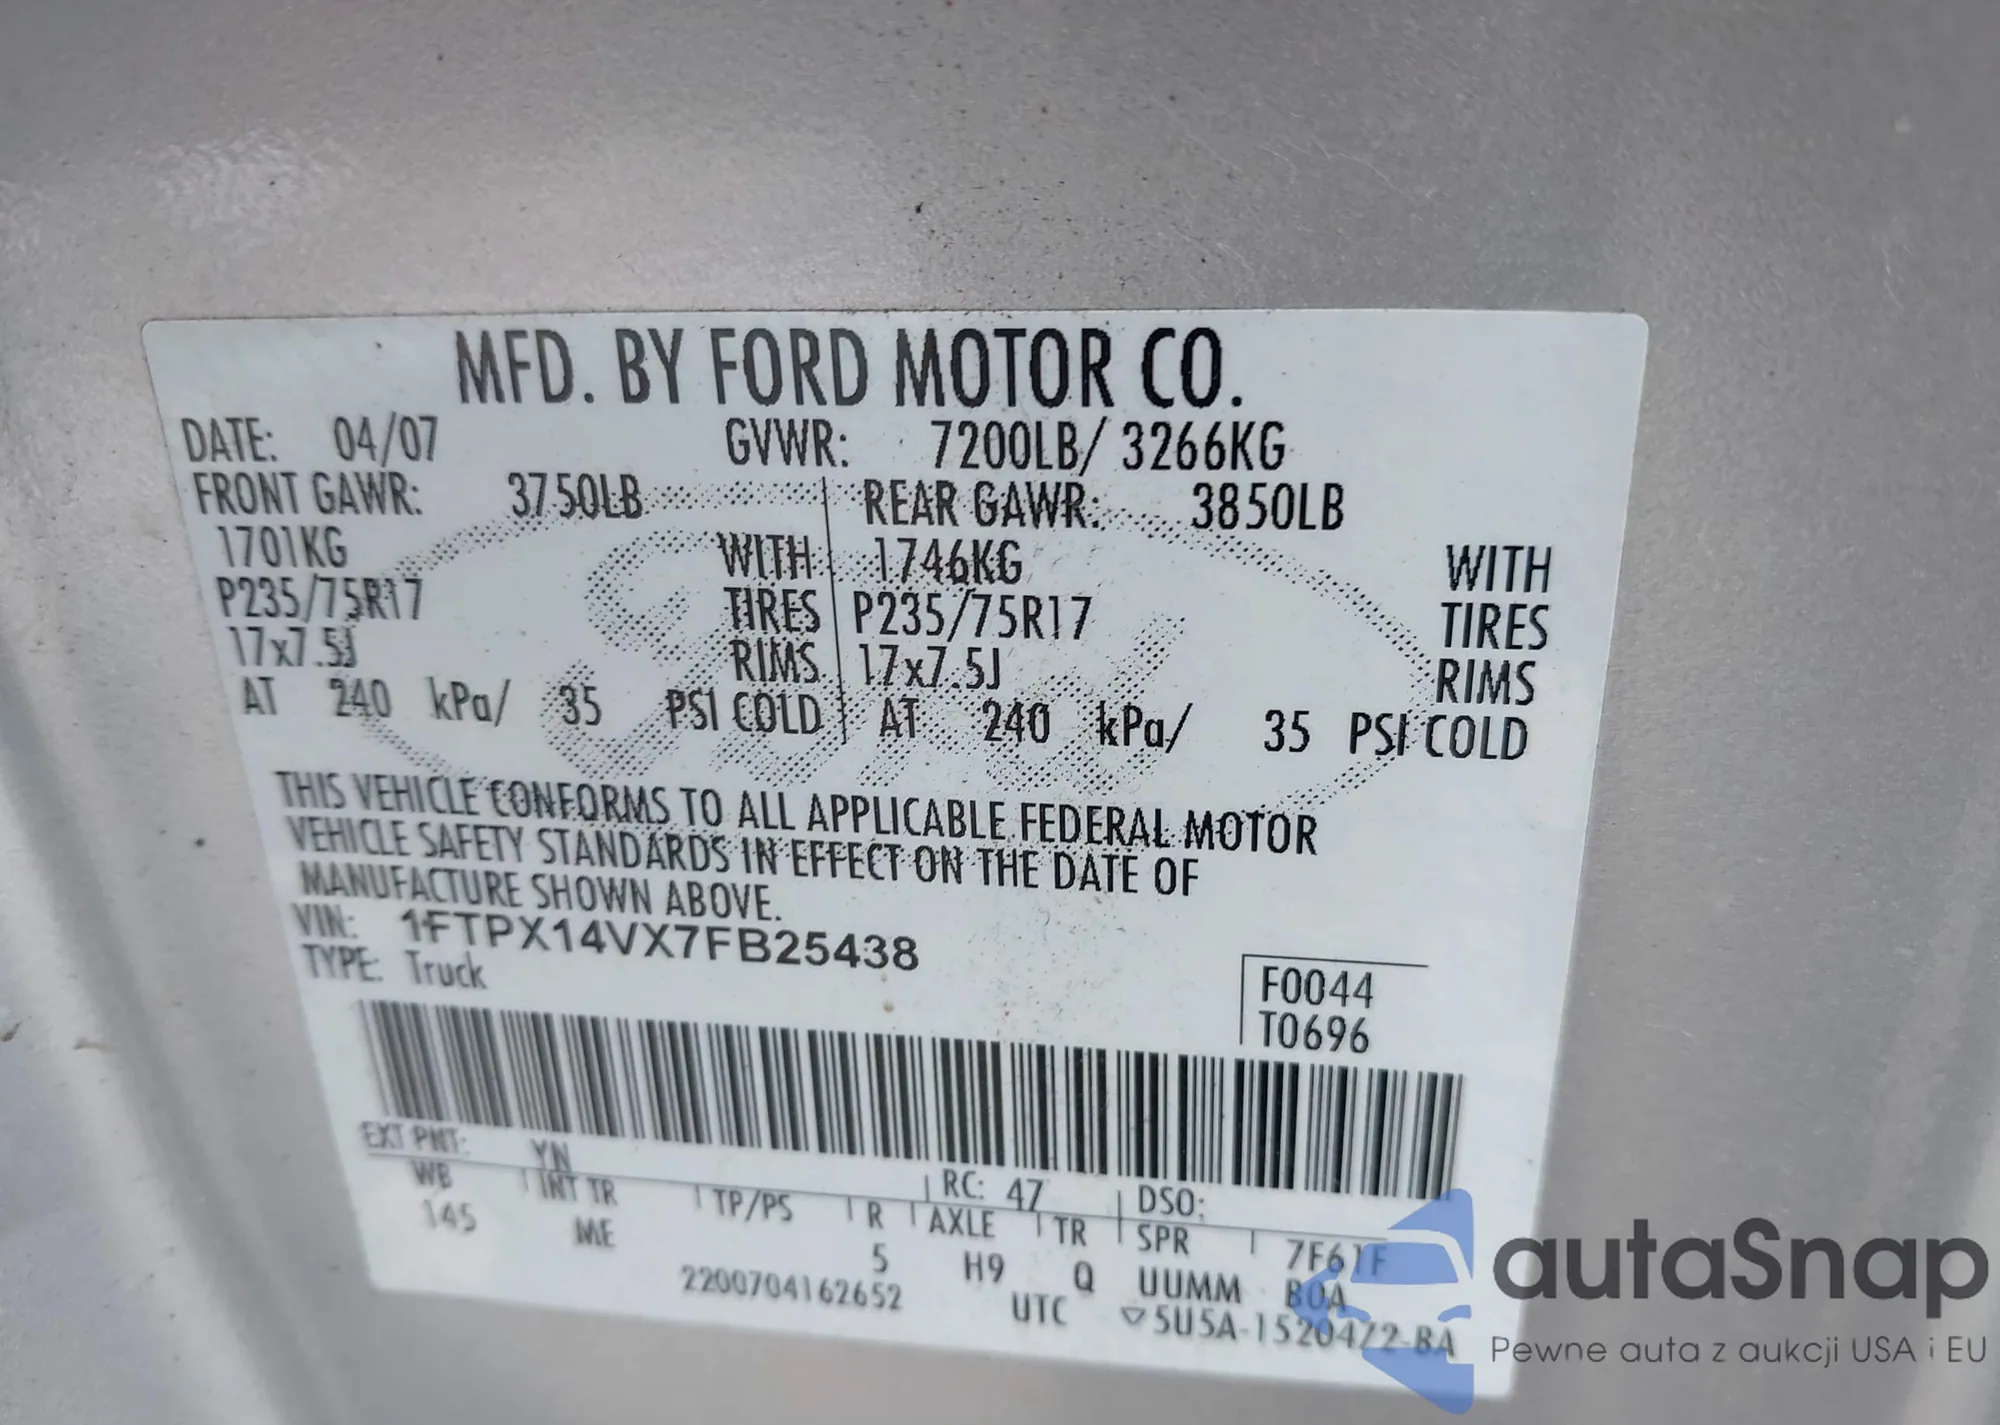 MFD. BY FORD MOTOR CO.
DATE: 04/07 GVWR: 7200LB/ 3266KG
FRONT GAWR: 3750LB REAR GAWR: 3850LB
1701KG WITH 1746KG WITH
P235/75R17 TIRES P235/75R17 TIRES
17x7.5J RIMS 17x7.5J RIMS
AT 240 kPa/ 35 PSI COLD AT 240 kPa/ 35 PSI COLD
THIS VEHICLE CONFORMS TO ALL APPLICABLE FEDERAL MOTOR
VEHICLE SAFETY STANDARDS IN EFFECT ON THE DATE OF
MANUFACTURE SHOWN ABOVE.
VIN: 1FTPX14VX7FB25438
TYPE: Truck
F0044
T0696
EXT PNT: YN RC: 47 DSO:
WB INT TR TP/PS R AXLE TR SPR 7F61F
145 ME 5 H9 Q UUMM BOA
2200704162652 UTC ▽5U5A-15204/2-BA
autaSnap
Pewne auta z aukcji USA i EU